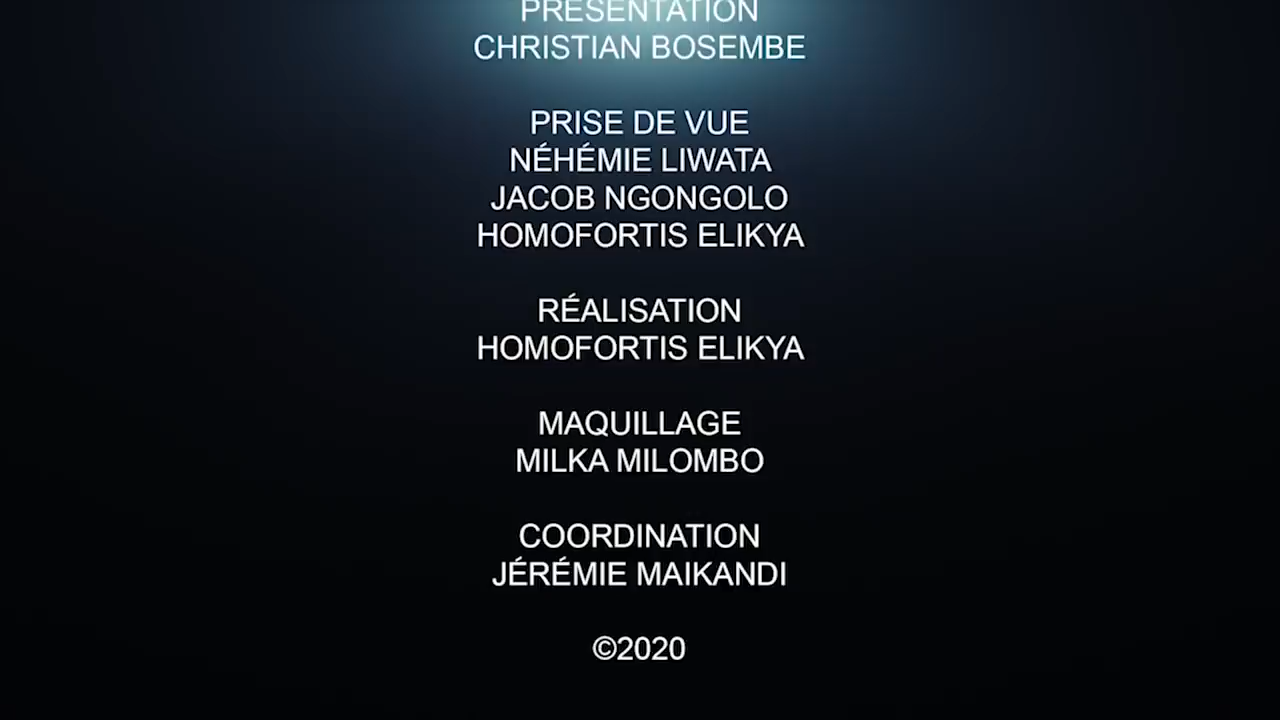 PRÉSENTATION
CHRISTIAN BOSEMBE
PRISE DE VUE
NÉHÉMIE LIWATA
JACOB NGONGOLO
HOMOFORTIS ELIKYA
RÉALISATION
HOMOFORTIS ELIKYA
MAQUILLAGE
MILKA MILOMBO
COORDINATION
JÉRÉMIE MAIKANDI
©2020